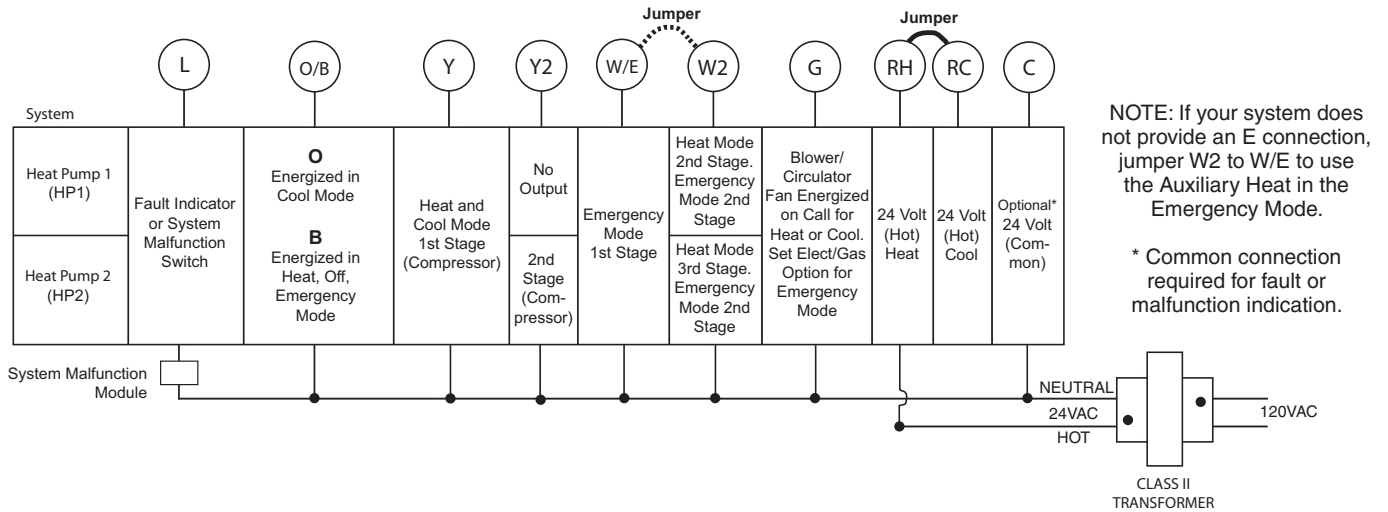 Jumper
Jumper
L
O/B
Y
Y2
W/E
W2
G
RH
RC
C
System
Heat Pump 1
(HP1)
Heat Pump 2
(HP2)
Fault Indicator
or System
Malfunction
Switch
O
Energized in
Cool Mode
B
Energized in
Heat, Off,
Emergency
Mode
Heat and
Cool Mode
1st Stage
(Compressor)
No
Output
2nd
Stage
(Com-
pressor)
Emergency
Mode
1st Stage
Heat Mode
2nd Stage.
Emergency
Mode 2nd
Stage
Heat Mode
3rd Stage.
Emergency
Mode 2nd
Stage
Blower/
Circulator
Fan Energized
on Call for
Heat or Cool.
Set Elect/Gas
Option for
Emergency
Mode
24 Volt
(Hot)
Heat
24 Volt
(Hot)
Cool
Optional*
24 Volt
(Com-
mon)
NOTE: If your system does
not provide an E connection,
jumper W2 to W/E to use
the Auxiliary Heat in the
Emergency Mode.
* Common connection
required for fault or
malfunction indication.
System Malfunction
Module
NEUTRAL
24VAC
HOT
120VAC
CLASS II
TRANSFORMER